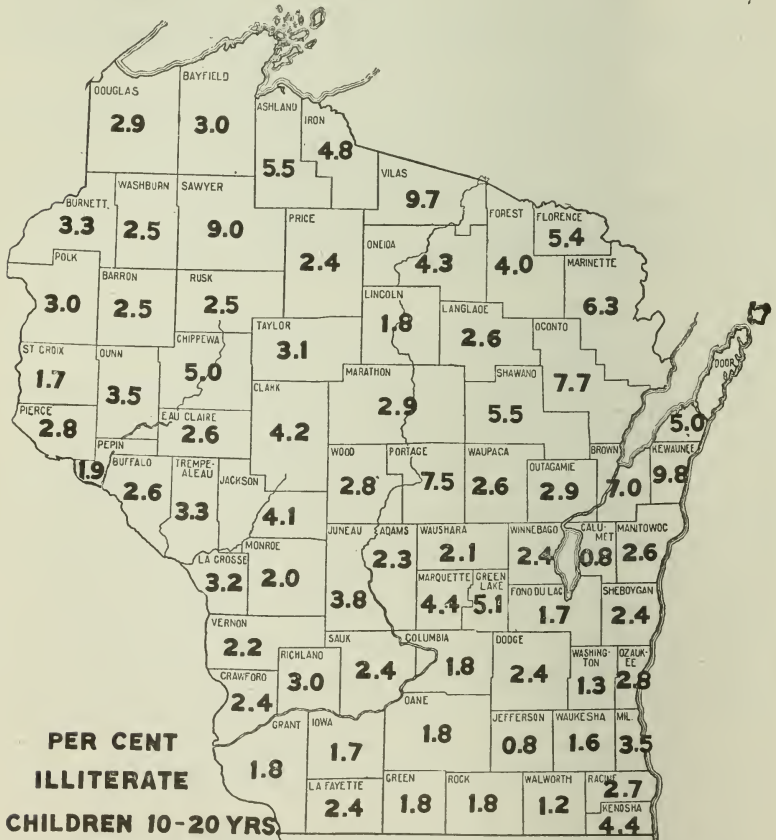 DOUGLAS
2.9
BAYFIELD
3.0
ASHLAND
5.5
IRON
4.8
VILAS
9.7
BURNETT
3.3
WASHBURN
2.5
SAWYER
9.0
PRICE
2.4
ONEIDA
4.3
FOREST
4.0
FLORENCE
5.4
MARINETTE
6.3
POLK
3.0
BARRON
2.5
RUSK
2.5
LINCOLN
1.8
LANGLADE
2.6
OCONTO
7.7
TAYLOR
3.1
CHIPPEWA
5.0
ST CROIX
1.7
DUNN
3.5
MARATHON
2.9
SHAWANO
5.5
DOOR
5.0
CLARK
4.2
PIERCE
2.8
EAU CLAIRE
2.6
PEPIN
1.9
BUFFALO
2.6
TREMPE-
ALEAU
3.3
JACKSON
4.1
WOOD
2.8
PORTAGE
7.5
WAUPACA
2.6
OUTAGAMIE
2.9
BROWN
7.0
KEWAUNEE
9.8
LA CROSSE
3.2
MONROE
2.0
JUNEAU
3.8
ADAMS
2.3
WAUSHARA
2.1
WINNEBAGO
2.4
CALU-
MET
0.8
MANITOWOC
2.6
MARQUETTE
4.4
GREEN
LAKE
5.1
FOND DU LAC
1.7
SHEBOYGAN
2.4
VERNON
2.2
CRAWFORD
2.4
RICHLAND
3.0
SAUK
2.4
COLUMBIA
1.8
DODGE
2.4
WASHING-
TON
1.3
OZAUK-
EE
2.8
GRANT
1.8
IOWA
1.7
DANE
1.8
JEFFERSON
0.8
WAUKESHA
1.6
MIL.
3.5
LA FAYETTE
2.4
GREEN
1.8
ROCK
1.8
WALWORTH
1.2
RACINE
2.7
KENOSHA
4.4
PER CENT
ILLITERATE
CHILDREN 10-20 YRS